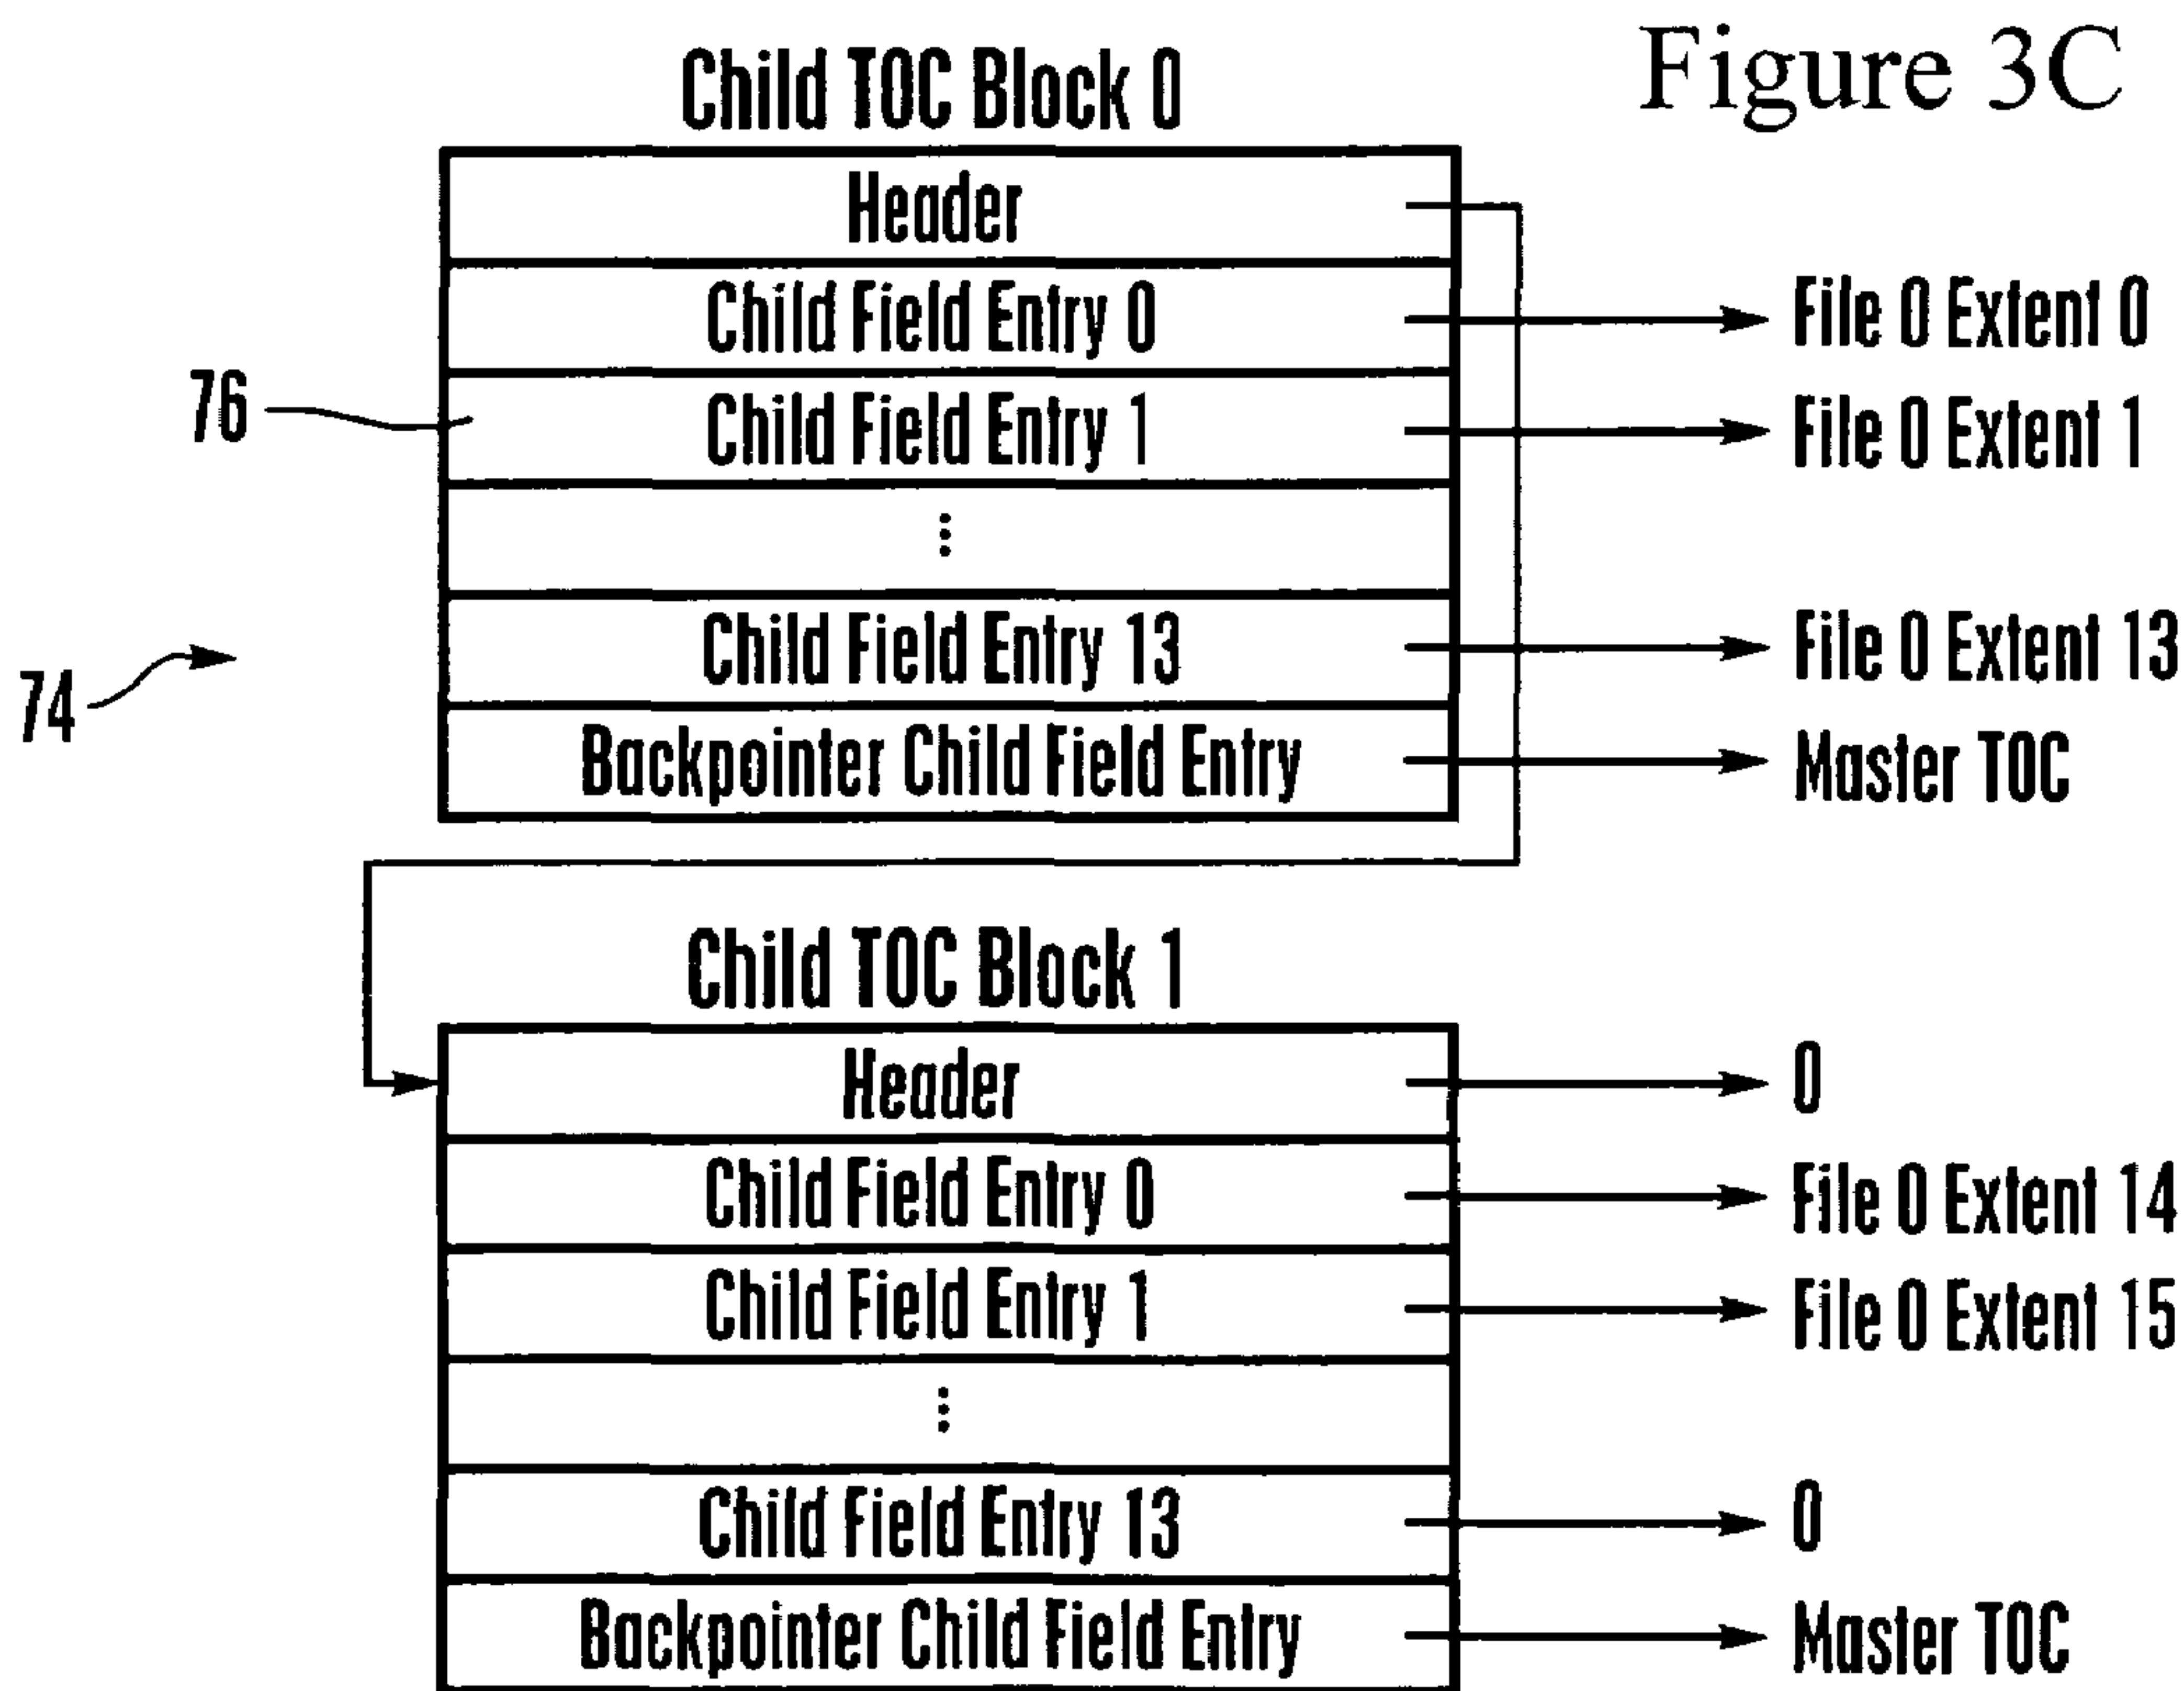 Figure 3C
Child TOC Block 0
Header
Child Field Entry 0
File 0 Extent 0
76
Child Field Entry 1
File 0 Extent 1
⋮
Child Field Entry 13
File 0 Extent 13
74
Backpointer Child Field Entry
Master TOC
Child TOC Block 1
Header
0
Child Field Entry 0
File 0 Extent 14
Child Field Entry 1
File 0 Extent 15
⋮
Child Field Entry 13
0
Backpointer Child Field Entry
Master TOC